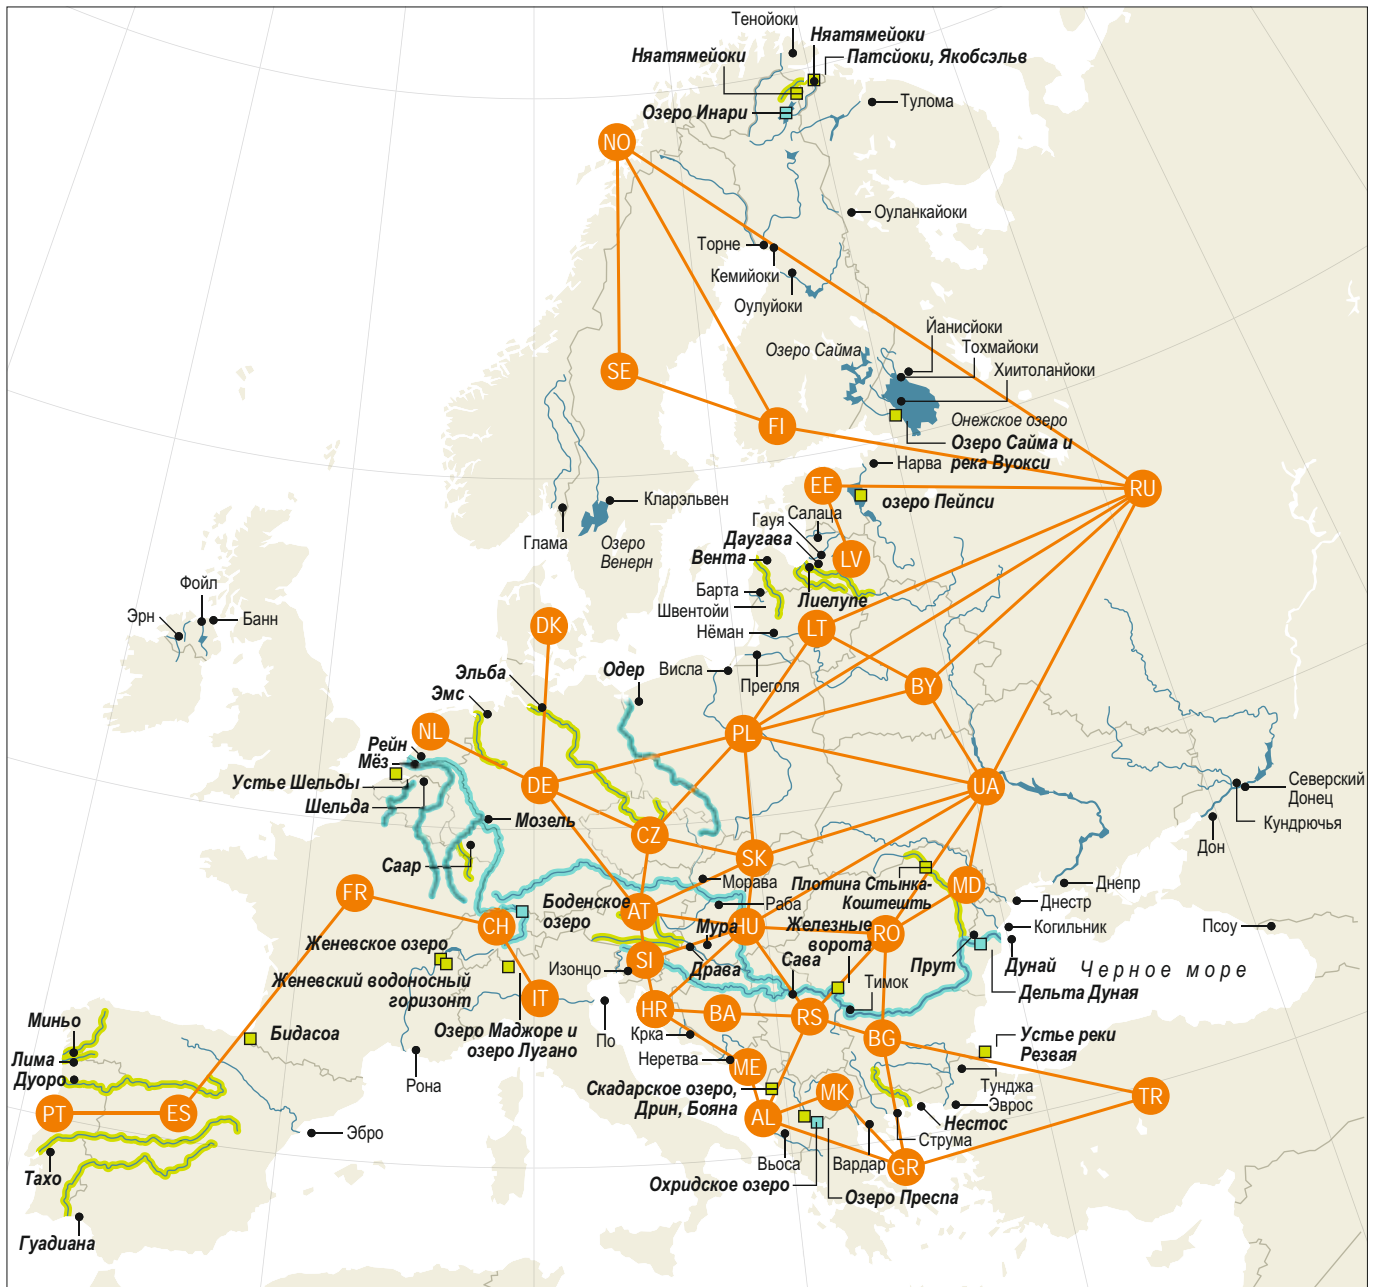 Тенойоки
Няатямейоки
Няатямейоки
Патсйоки, Якобсэльв
Озеро Инари
Тулома
NO
Оуланкайоки
Торне
Кемийоки
Оулуйоки
Йанисйоки
Озеро Сайма
Тохмайоки
Хиитоланйоки
SE
FI
Онежское озеро
Озеро Сайма и
река Вуокси
Нарва
EE
RU
озеро Пейпси
Кларэльвен
Салаца
Гауя
Глама
Озеро
Венерн
Даугава
Вента
LV
Фойл
Барта
Лиелупе
Швентойи
Эрн
Банн
DK
Нёман
LT
Эльба
Одер
Висла
Преголя
BY
Эмс
NL
PL
Рейн
Мёз
Устье Шельды
DE
UA
Северский
Донец
Шельда
Мозель
Кундрючья
CZ
Дон
Саар
SK
FR
Морава
Плотина Стынка-
Коштешть
MD
Днепр
Боденское
озеро
Раба
Днестр
AT
Железные
ворота
CH
HU
Мура
RO
Когильник
Псоу
Женевское озеро
Драва
Прут
Дунай
Черное море
SI
Изонцо
Сава
Женевский водоносный
горизонт
Тимок
Дельта Дуная
IT
HR
BA
RS
Миньо
Бидасоа
Озеро Маджоре и
озеро Лугано
По
Крка
BG
Устье реки
Резвая
Лима
Рона
Неретва
ME
Дуоро
Скадарское озеро,
Дрин, Бояна
MK
Тунджа
TR
PT
ES
AL
Нестос
Эврос
Эбро
Струма
Тахо
Вьоса
Вардар
GR
Охридское озеро
Озеро Преспа
Гуадиана